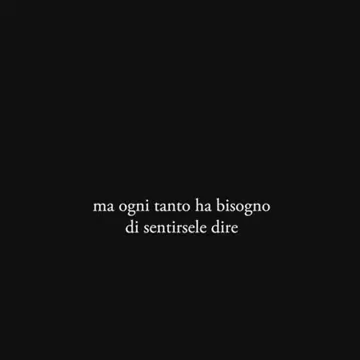 ma ogni tanto ha bisogno
di sentirsele dire